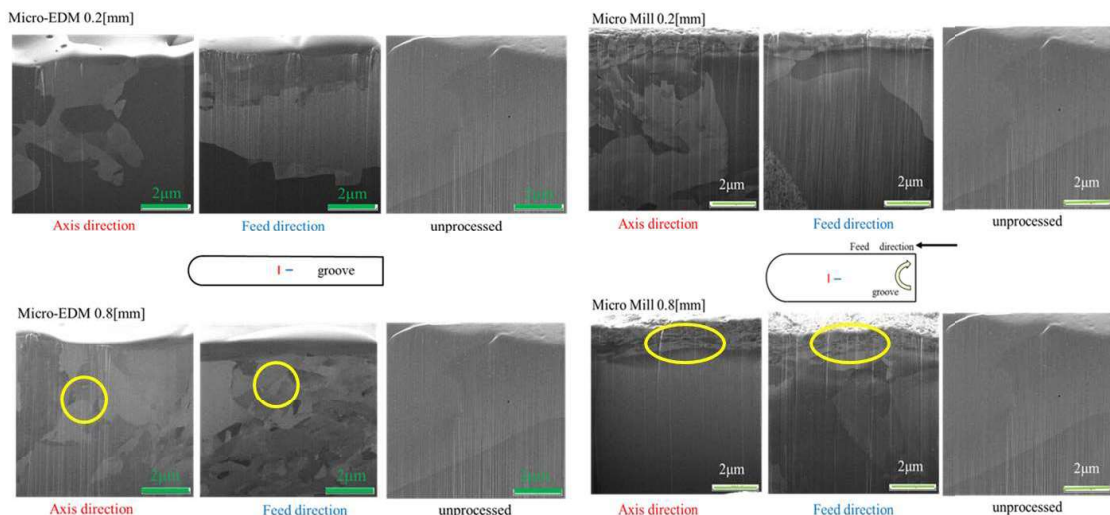 Micro-EDM 0.2[mm]
2μm
2μm
2μm
Axis direction
Feed direction
unprocessed
groove
Micro-EDM 0.8[mm]
2μm
2μm
2μm
Axis direction
Feed direction
unprocessed
Micro Mill 0.2[mm]
2μm
2μm
2μm
Axis direction
Feed direction
unprocessed
Feed direction
groove
Micro Mill 0.8[mm]
2μm
2μm
2μm
Axis direction
Feed direction
unprocessed